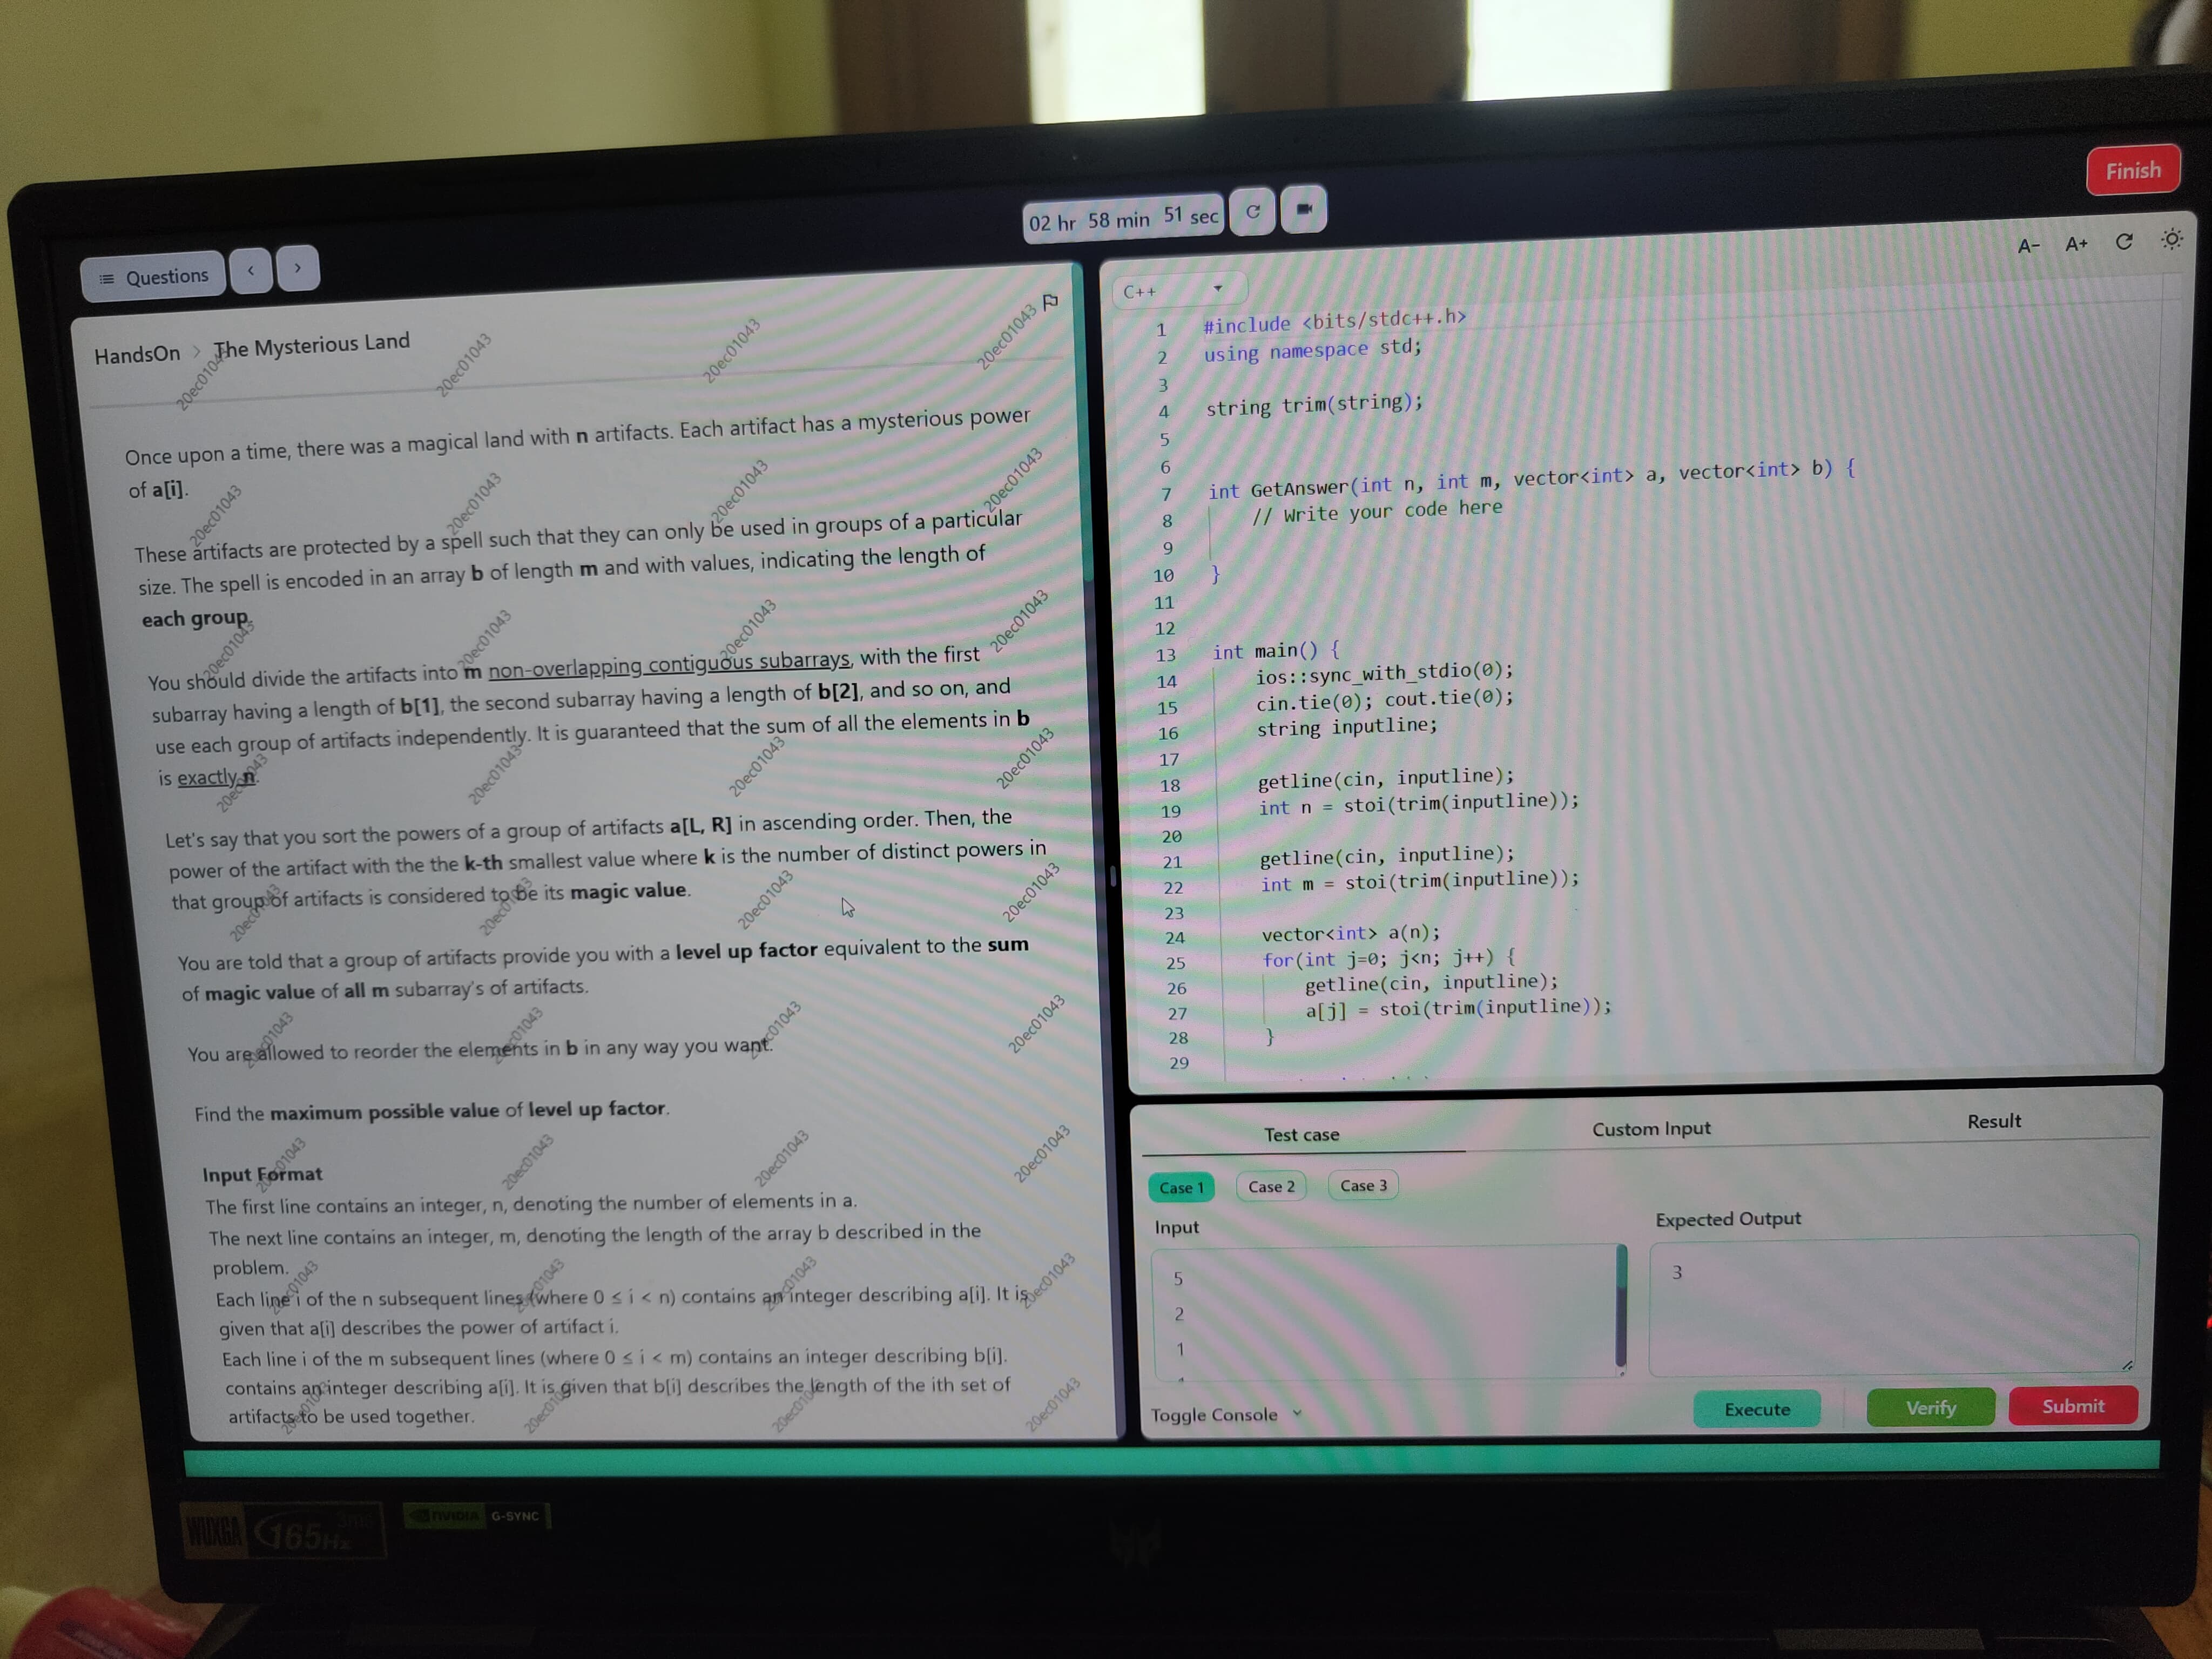 Finish
02 hr 58 min 51 sec
Questions
HandsOn > The Mysterious Land
Once upon a time, there was a magical land with n artifacts. Each artifact has a mysterious power
of a[i].
These artifacts are protected by a spell such that they can only be used in groups of a particular
size. The spell is encoded in an array b of length m and with values, indicating the length of
each group.
You should divide the artifacts into m non-overlapping contiguous subarrays, with the first
subarray having a length of b[1], the second subarray having a length of b[2], and so on, and
use each group of artifacts independently. It is guaranteed that the sum of all the elements in b
is exactly n.
Let's say that you sort the powers of a group of artifacts a[L, R] in ascending order. Then, the
power of the artifact with the the k-th smallest value where k is the number of distinct powers in
that group of artifacts is considered to be its magic value.
You are told that a group of artifacts provide you with a level up factor equivalent to the sum
of magic value of all m subarray's of artifacts.
You are allowed to reorder the elements in b in any way you want.
Find the maximum possible value of level up factor.
Input Format
The first line contains an integer, n, denoting the number of elements in a.
The next line contains an integer, m, denoting the length of the array b described in the
problem.
Each line i of the n subsequent lines (where 0 ≤ i < n) contains an integer describing a[i]. It is
given that a[i] describes the power of artifact i.
Each line i of the m subsequent lines (where 0 ≤ i < m) contains an integer describing b[i].
contains an integer describing a[i]. It is given that b[i] describes the length of the ith set of
artifacts to be used together.
20ec01043
A- A+
C++
1 #include <bits/stdc++.h>
2 using namespace std;
3
4 string trim(string);
5
6
7 int GetAnswer(int n, int m, vector<int> a, vector<int> b) {
8 // Write your code here
9
10 }
11
12
13 int main() {
14 ios::sync_with_stdio(0);
15 cin.tie(0); cout.tie(0);
16 string inputline;
17
18 getline(cin, inputline);
19 int n = stoi(trim(inputline));
20
21 getline(cin, inputline);
22 int m = stoi(trim(inputline));
23
24 vector<int> a(n);
25 for(int j=0; j<n; j++) {
26 getline(cin, inputline);
27 a[j] = stoi(trim(inputline));
28 }
29
Test case Custom Input Result
Case 1 Case 2 Case 3
Input Expected Output
5
2
1
3
Toggle Console Execute Verify Submit
WUXGA 165Hz 3ms
NVIDIA G-SYNC